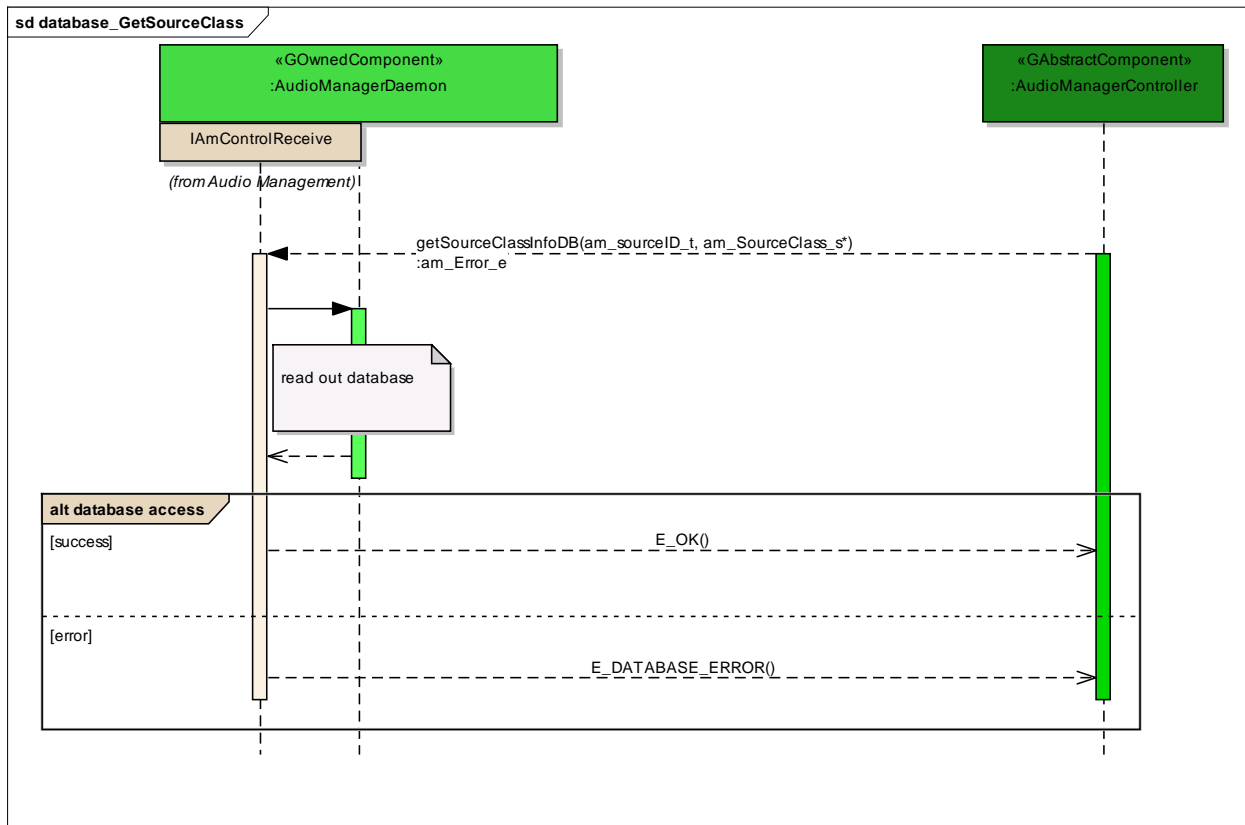 sd database_GetSourceClass
«GOwnedComponent»
:AudioManagerDaemon
«GAbstractComponent»
:AudioManagerController
IAmControlReceive
(from Audio Management)
getSourceClassInfoDB(am_sourceID_t, am_SourceClass_s*)
:am_Error_e
read out database
alt database access
[success]
E_OK()
[error]
E_DATABASE_ERROR()